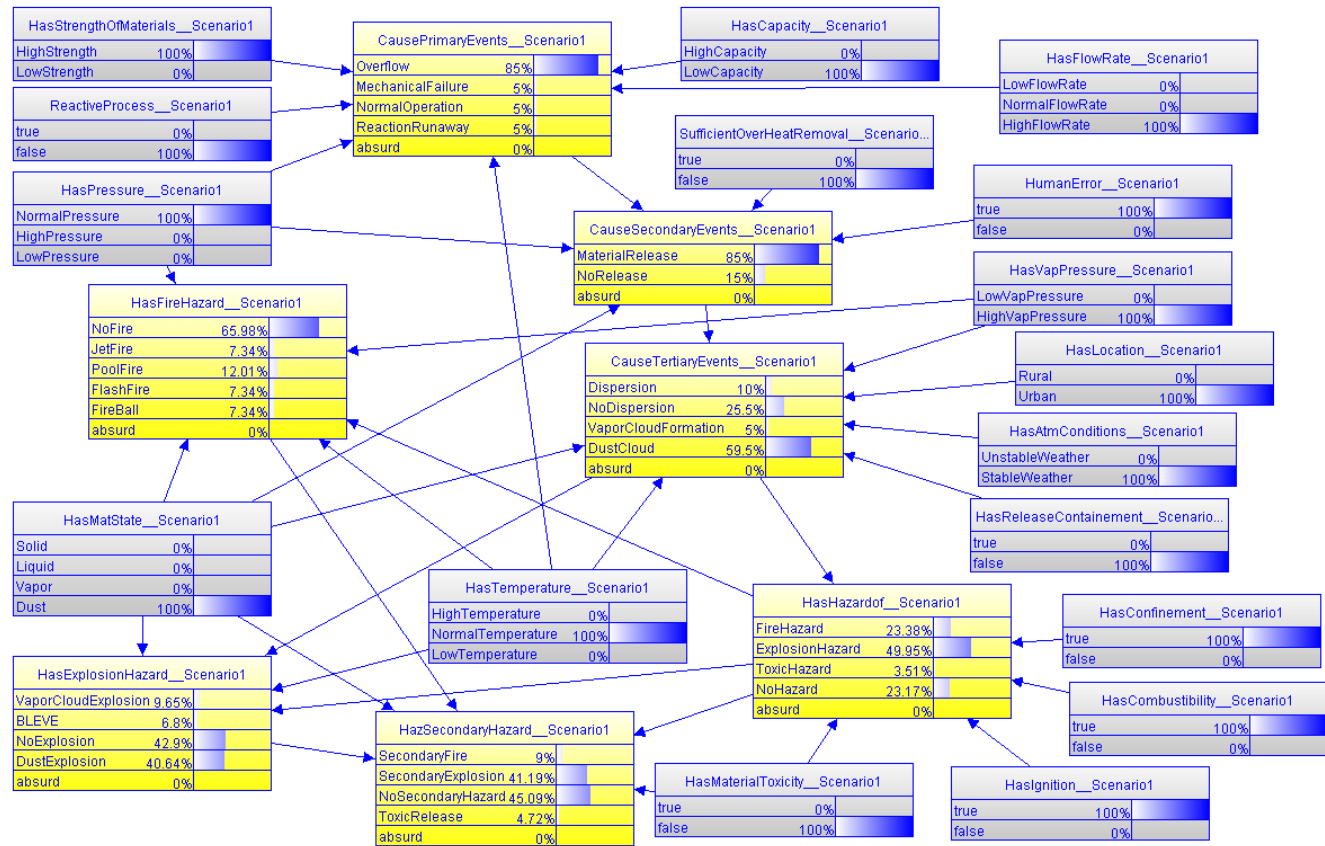 HasStrengthOfMaterials__Scenario1
HighStrength 100%
LowStrength 0%
CausePrimaryEvents__Scenario1
Overflow 85%
MechanicalFailure 5%
NormalOperation 5%
ReactionRunaway 5%
absurd 0%
HasCapacity__Scenario1
HighCapacity 0%
LowCapacity 100%
HasFlowRate__Scenario1
LowFlowRate 0%
NormalFlowRate 0%
HighFlowRate 100%
ReactiveProcess__Scenario1
true 0%
false 100%
SufficientOverHeatRemoval__Scenario...
true 0%
false 100%
HasPressure__Scenario1
NormalPressure 100%
HighPressure 0%
LowPressure 0%
HumanError__Scenario1
true 100%
false 0%
CauseSecondaryEvents__Scenario1
MaterialRelease 85%
NoRelease 15%
absurd 0%
HasVapPressure__Scenario1
LowVapPressure 0%
HighVapPressure 100%
HasFireHazard__Scenario1
NoFire 65.98%
JetFire 7.34%
PoolFire 12.01%
FlashFire 7.34%
FireBall 7.34%
absurd 0%
CauseTertiaryEvents__Scenario1
Dispersion 10%
NoDispersion 25.5%
VaporCloudFormation 5%
DustCloud 59.5%
absurd 0%
HasLocation__Scenario1
Rural 0%
Urban 100%
HasAtmConditions__Scenario1
UnstableWeather 0%
StableWeather 100%
HasReleaseContainement__Scenario...
true 0%
false 100%
HasMatState__Scenario1
Solid 0%
Liquid 0%
Vapor 0%
Dust 100%
HasTemperature__Scenario1
HighTemperature 0%
NormalTemperature 100%
LowTemperature 0%
HasHazardof__Scenario1
FireHazard 23.38%
ExplosionHazard 49.95%
ToxicHazard 3.51%
NoHazard 23.17%
absurd 0%
HasConfinement__Scenario1
true 100%
false 0%
HasExplosionHazard__Scenario1
VaporCloudExplosion 9.65%
BLEVE 6.8%
NoExplosion 42.9%
DustExplosion 40.64%
absurd 0%
HasCombustibility__Scenario1
true 100%
false 0%
HazSecondaryHazard__Scenario1
SecondaryFire 9%
SecondaryExplosion 41.19%
NoSecondaryHazard 45.09%
ToxicRelease 4.72%
absurd 0%
HasMaterialToxicity__Scenario1
true 0%
false 100%
HasIgnition__Scenario1
true 100%
false 0%